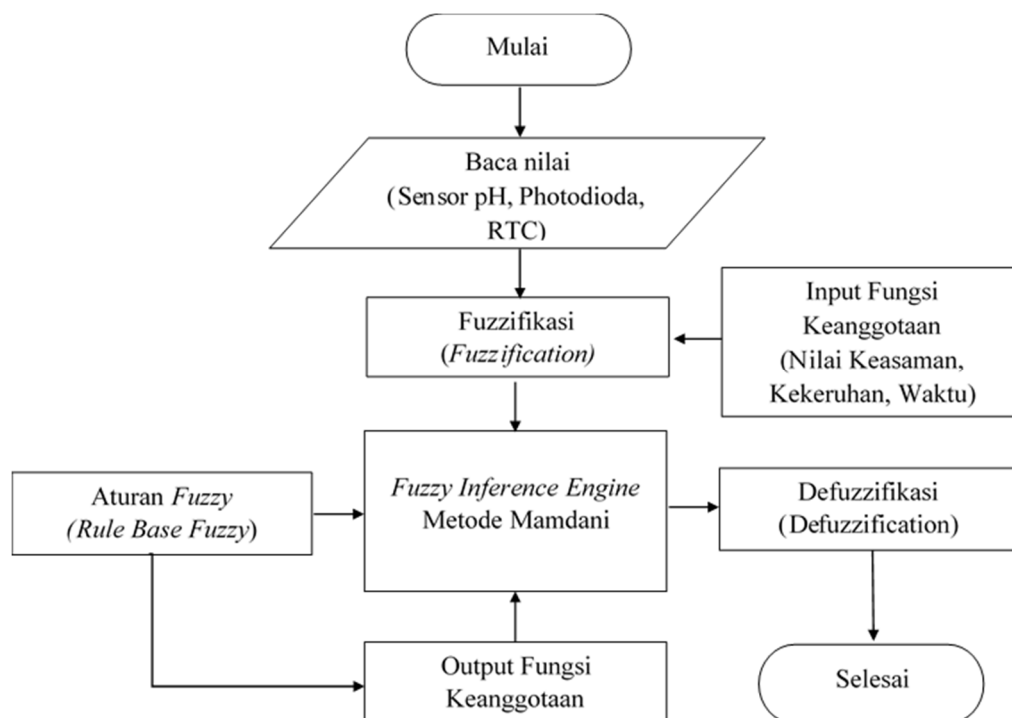 Mulai
Baca nilai
(Sensor pH, Photodioda,
RTC)
Fuzzifikasi
(Fuzzification)
Input Fungsi
Keanggotaan
(Nilai Keasaman,
Kekeruhan, Waktu)
Aturan Fuzzy
(Rule Base Fuzzy)
Fuzzy Inference Engine
Metode Mamdani
Defuzzifikasi
(Defuzzification)
Output Fungsi
Keanggotaan
Selesai